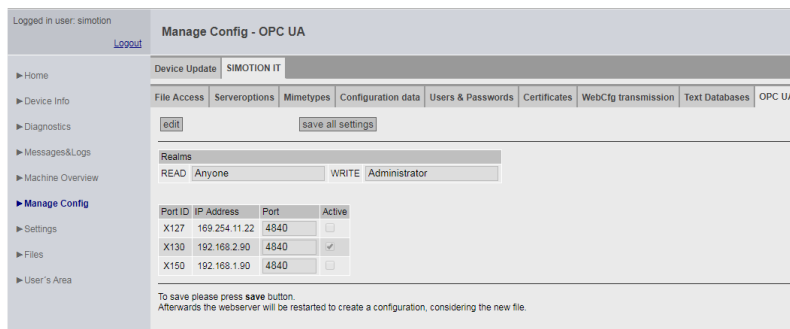 Logged in user: simotion
Logout
Manage Config - OPC UA
Device Update SIMOTION IT
File Access Serveroptions Mimetypes Configuration data Users & Passwords Certificates WebCfg transmission Text Databases OPC UA
►Home
►Device Info
►Diagnostics
►Messages&Logs
►Machine Overview
►Manage Config
►Settings
►Files
►User's Area
edit save all settings
Realms
READ Anyone WRITE Administrator
Port ID IP Address Port Active
X127 169.254.11.22 4840
X130 192.168.2.90 4840
X150 192.168.1.90 4840
To save please press save button.
Afterwards the webserver will be restarted to create a configuration, considering the new file.